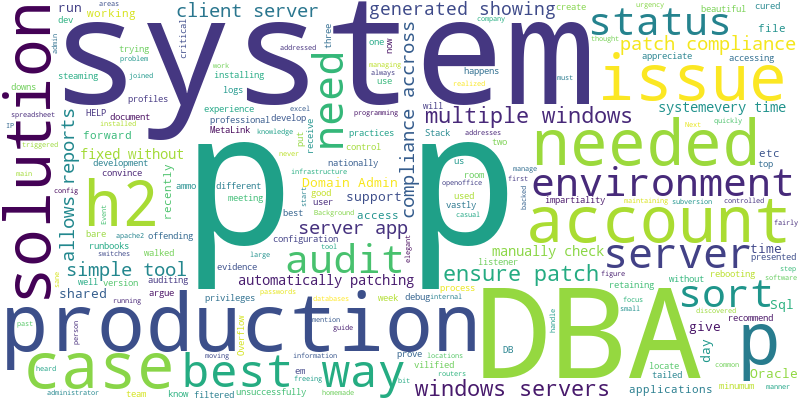 system
p p
DBA
production
solution
h2
needed
account
issue
server
environment
best way
case
audit
need
status
sort
p
multiple windows
windows servers
ensure patch
simple tool
server app
client server
generated showing
patch compliance
systemevery time
compliance accross
allows reports
fixed without
automatically patching
manually check
Domain Admin
support
access
configuration
shared
forward
recently
working
run
time
day
give
etc
Sql
Oracle
applications
recommend
impartiality
minumum
retaining
rebooting
vilified
runbooks
offending
auditing
argue
evidence
privileges
filtered
unsuccessfully
team
know
week
debug
prove
em
listener
vastly
used
Stack
Overflow
MetaLink
HELP
document
profiles
steaming
downs
trying
dev
critical
installing
logs
experience
professional
develop
practices
control
receive
put
use
three
one
now
happens
will
file
appreciate
accessing
beautiful
cured
create
urgency
company
thought
addressed
managing
always
areas
admin
problem
joined
work
realized
must
quickly
programming
excel
knowledge
never
nationally
infrastructure
different
meeting
ammo
convince
development
walked
bare
version
well
apache2
switches
config
triggered
main
installed
spreadsheet
IP
user
good
best
start
Background
tool
large
elegant
us
room
two
addresses
openoffice
casual
first
backed
manage
subversion
controlled
maintaining
fairly
top
without
figure
focus
small
discovered
step
software
presented
locate
tailed
common
manner
handle
DB
internal
process
guide
mention
databases
passwords
information
freeing
moving
bit
locations
routers
homemade
administrator
person
heard
past
running
Event
Next